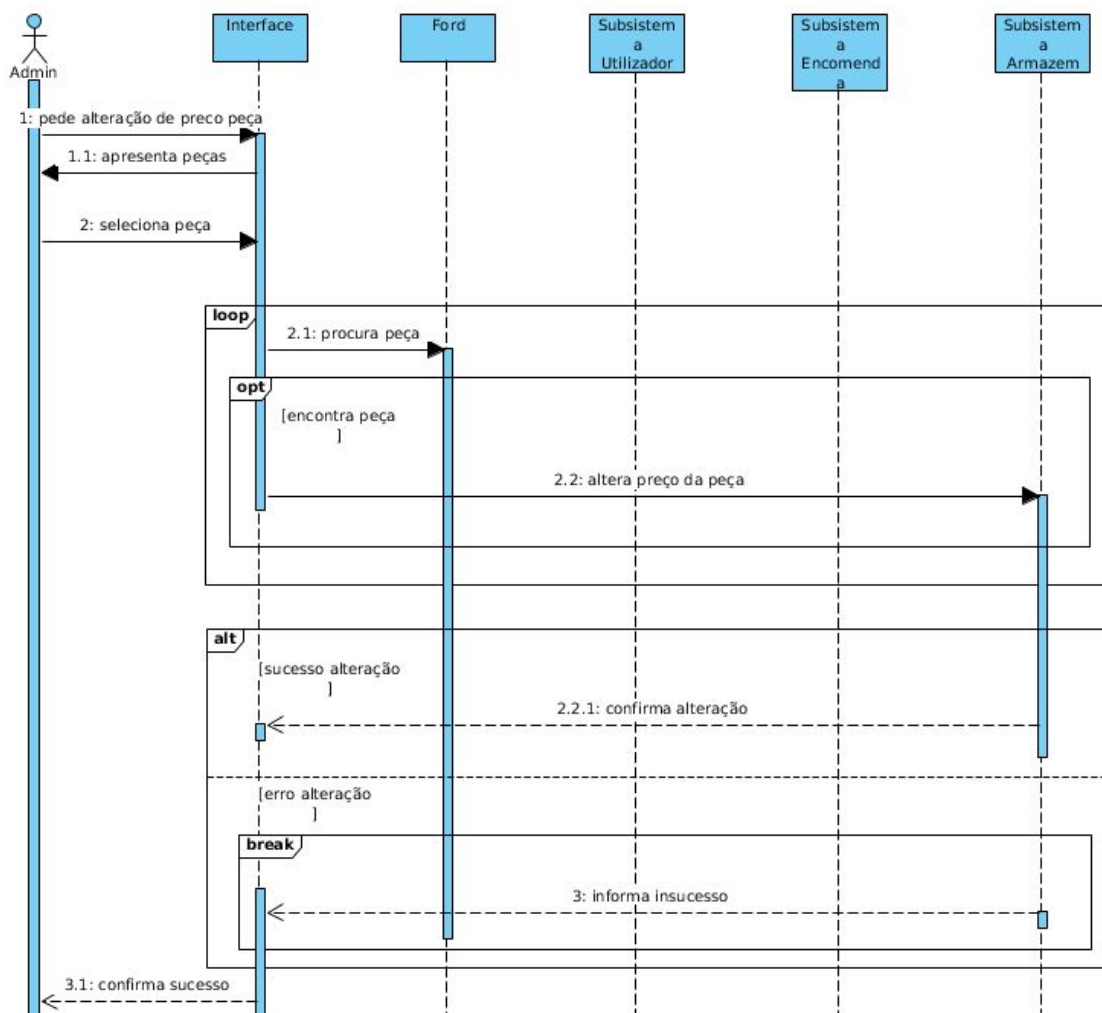 Admin
Interface
Ford
Subsistem
a
Utilizador
Subsistem
a
Encomend
a
Subsistem
a
Armazem
1: pede alteração de preco peça
1.1: apresenta peças
2: seleciona peça
loop
2.1: procura peça
opt
[encontra peça
]
2.2: altera preço da peça
alt
[sucesso alteração
]
2.2.1: confirma alteração
[erro alteração
]
break
3: informa insucesso
3.1: confirma sucesso